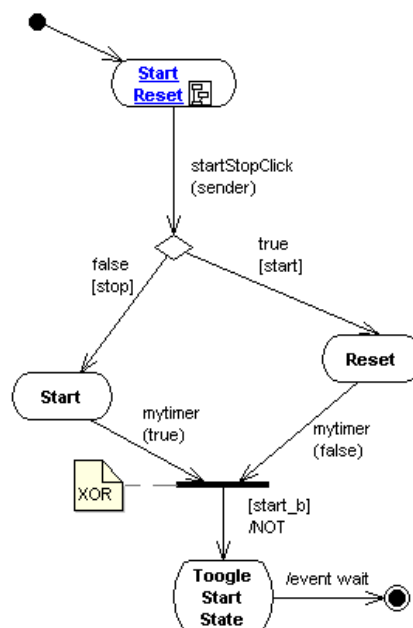 Start
Reset
startStopClick
(sender)
false
[stop]
true
[start]
Start
Reset
mytimer
(true)
mytimer
(false)
XOR
[start_b]
/NOT
Toogle
Start
State
/event wait